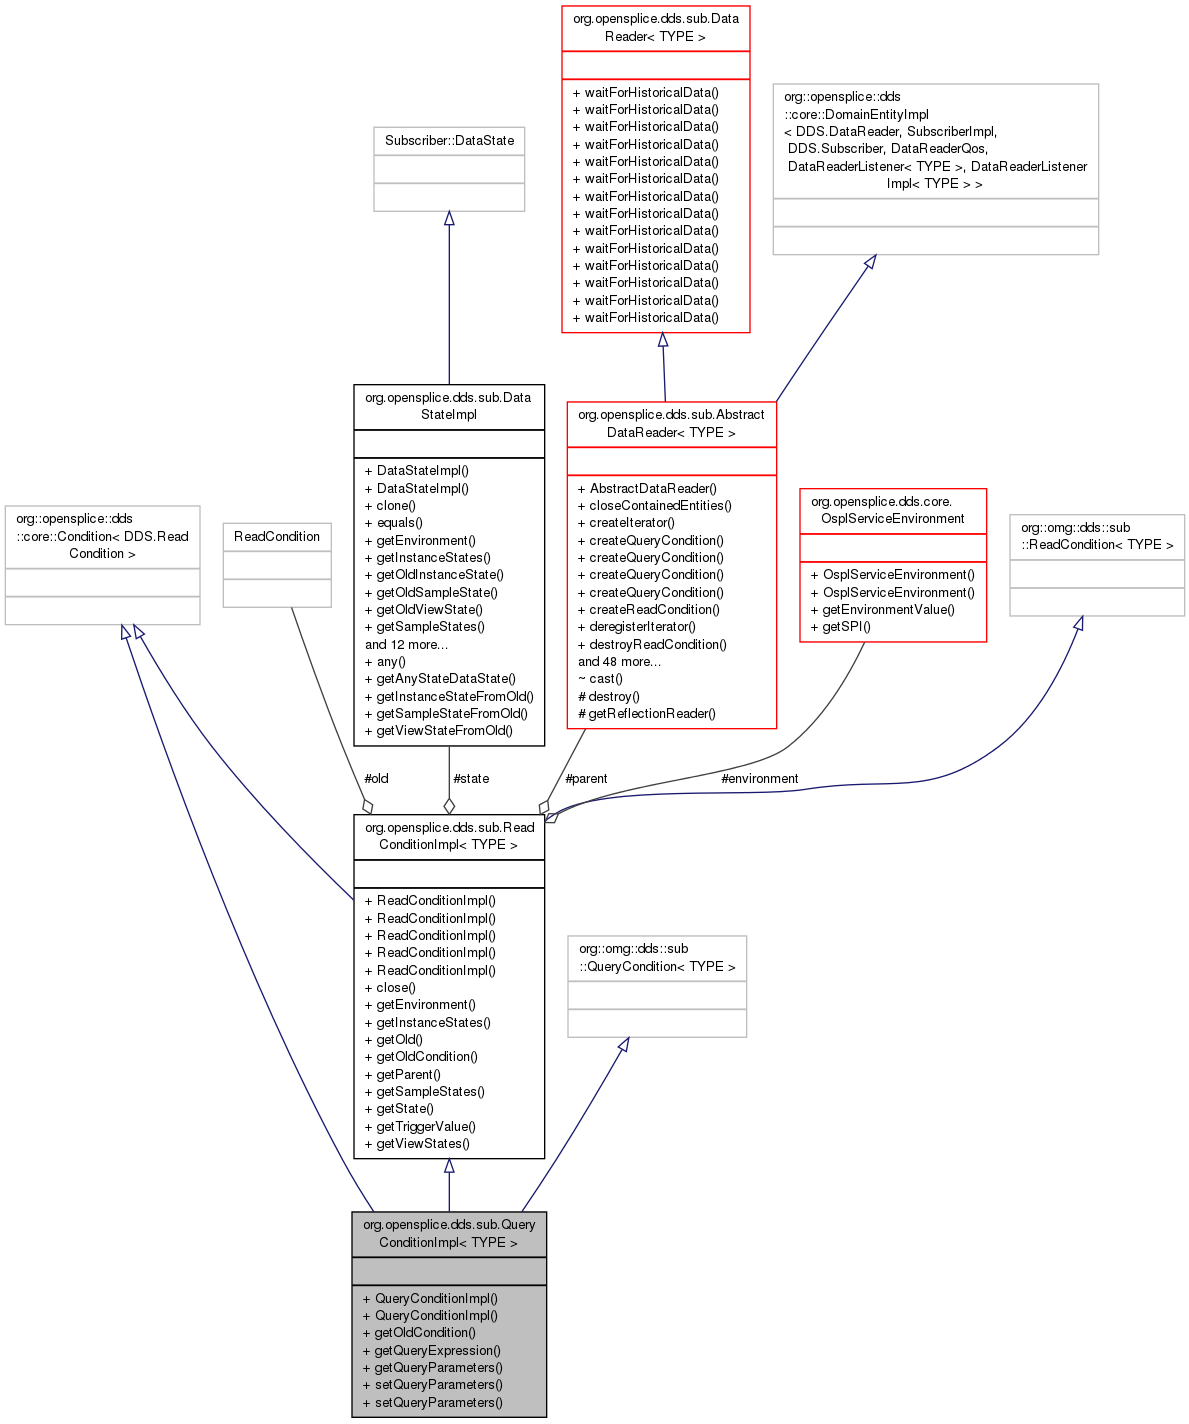 org.opensplice.dds.sub.Data
Reader< TYPE >
+ waitForHistoricalData()
+ waitForHistoricalData()
+ waitForHistoricalData()
+ waitForHistoricalData()
+ waitForHistoricalData()
+ waitForHistoricalData()
+ waitForHistoricalData()
+ waitForHistoricalData()
+ waitForHistoricalData()
+ waitForHistoricalData()
+ waitForHistoricalData()
+ waitForHistoricalData()
+ waitForHistoricalData()
+ waitForHistoricalData()
org::opensplice::dds
::core::DomainEntityImpl
< DDS.DataReader, SubscriberImpl,
DDS.Subscriber, DataReaderQos,
DataReaderListener< TYPE >, DataReaderListener
Impl< TYPE > >
Subscriber::DataState
org.opensplice.dds.sub.Data
StateImpl
+ DataStateImpl()
+ DataStateImpl()
+ clone()
+ equals()
+ getEnvironment()
+ getInstanceStates()
+ getOldInstanceState()
+ getOldSampleState()
+ getOldViewState()
+ getSampleStates()
and 12 more...
+ any()
+ getAnyStateDataState()
+ getInstanceStateFromOld()
+ getSampleStateFromOld()
+ getViewStateFromOld()
org.opensplice.dds.sub.Abstract
DataReader< TYPE >
+ AbstractDataReader()
+ closeContainedEntities()
+ createIterator()
+ createQueryCondition()
+ createQueryCondition()
+ createQueryCondition()
+ createQueryCondition()
+ createReadCondition()
+ deregisterIterator()
+ destroyReadCondition()
and 48 more...
~ cast()
# destroy()
# getReflectionReader()
org.opensplice.dds.core.
OsplServiceEnvironment
+ OsplServiceEnvironment()
+ OsplServiceEnvironment()
+ getEnvironmentValue()
+ getSPI()
org::opensplice::dds
::core::Condition< DDS.Read
Condition >
ReadCondition
org::omg::dds::sub
::ReadCondition< TYPE >
#old
#state
#parent
#environment
org.opensplice.dds.sub.Read
ConditionImpl< TYPE >
+ ReadConditionImpl()
+ ReadConditionImpl()
+ ReadConditionImpl()
+ ReadConditionImpl()
+ ReadConditionImpl()
+ close()
+ getEnvironment()
+ getInstanceStates()
+ getOld()
+ getOldCondition()
+ getParent()
+ getSampleStates()
+ getState()
+ getTriggerValue()
+ getViewStates()
org::omg::dds::sub
::QueryCondition< TYPE >
org.opensplice.dds.sub.Query
ConditionImpl< TYPE >
+ QueryConditionImpl()
+ QueryConditionImpl()
+ getOldCondition()
+ getQueryExpression()
+ getQueryParameters()
+ setQueryParameters()
+ setQueryParameters()